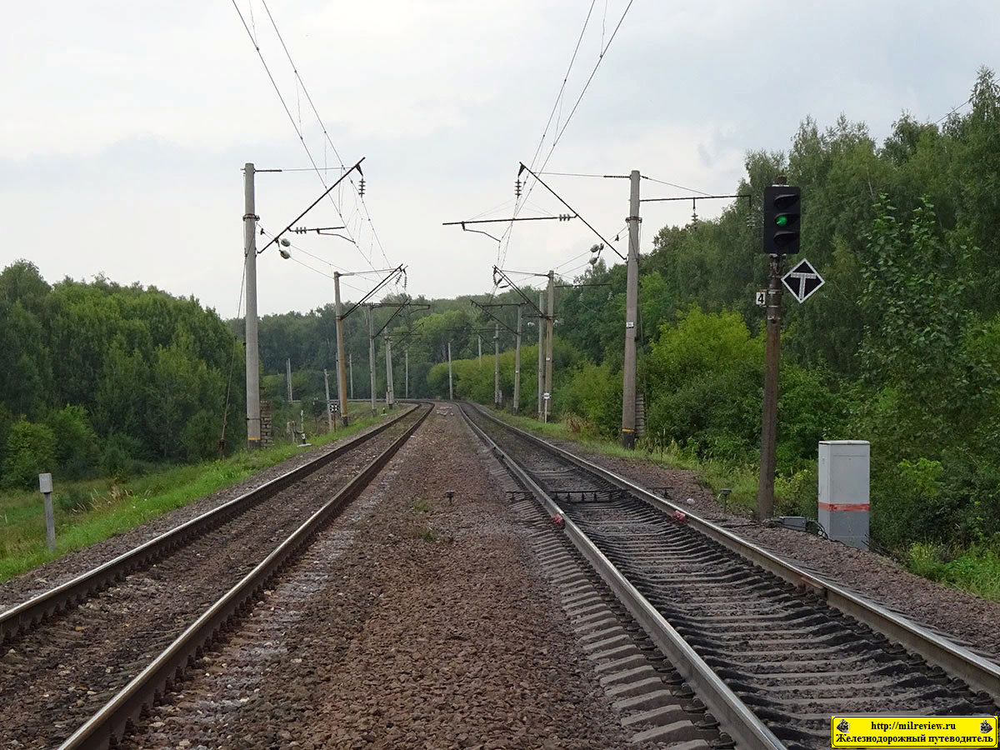 T
4
http://milreview.ru
Железнодорожный путеводитель